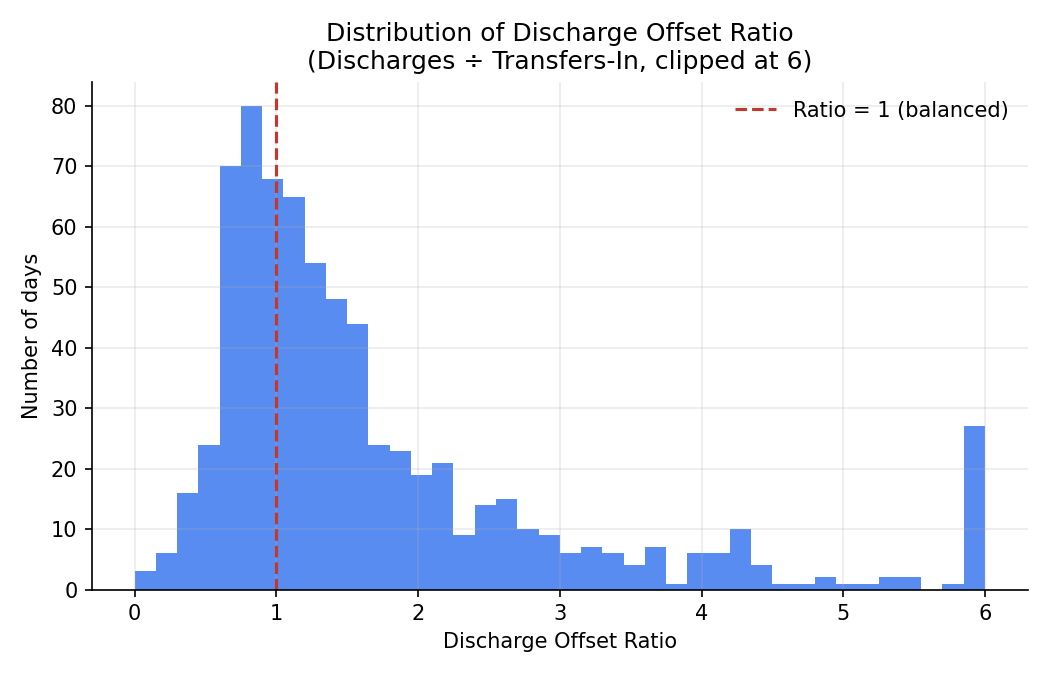 Distribution of Discharge Offset Ratio
(Discharges ÷ Transfers-In, clipped at 6)
Ratio = 1 (balanced)
Number of days
80
70
60
50
40
30
20
10
0
0 1 2 3 4 5 6
Discharge Offset Ratio